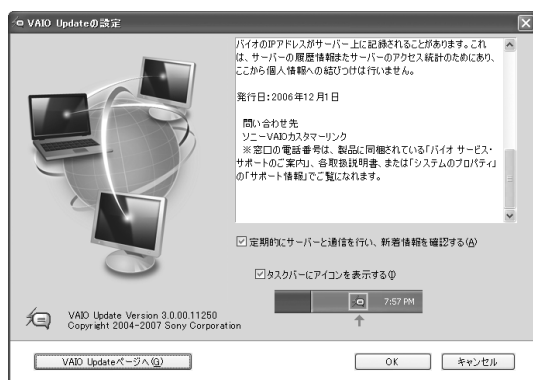 VAIO Updateの設定
バイオのIPアドレスがサーバー上に記録されることがあります。これ
は、サーバーの履歴情報またサーバーのアクセス統計のためにあり、
ここから個人情報への結びつけは行いません。
発行日：2006年12月1日
問い合わせ先
ソニーVAIOカスタマーリンク
※窓口の電話番号は、製品に同梱されている「バイオ サービス・
サポートのご案内」、各取扱説明書、または「システムのプロパティ」
の「サポート情報」でご覧になれます。
定期的にサーバーと通信を行い、新着情報を確認する(A)
タスクバーにアイコンを表示する(I)
7:57 PM
VAIO Update Version 3.0.00.11250
Copyright 2004-2007 Sony Corporation
VAIO Updateページへ(G)
OK
キャンセル